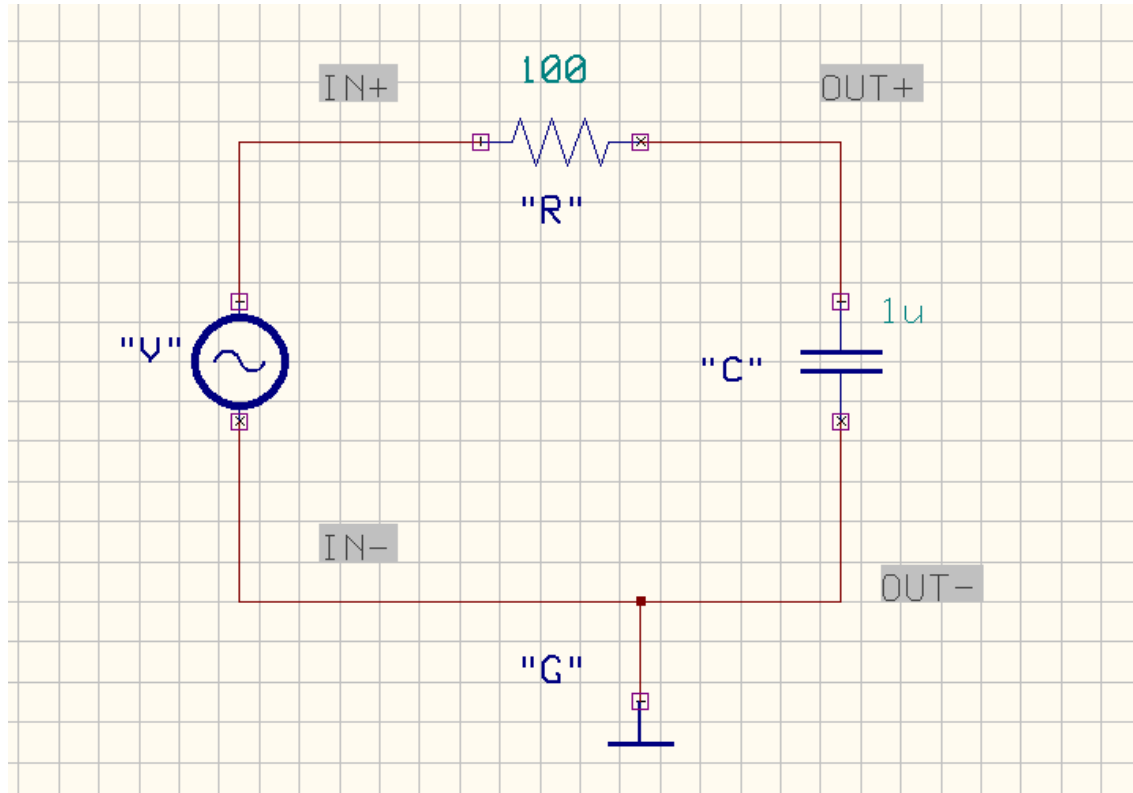 100
IN+
OUT+
"R"
1u
"V"
"C"
IN-
OUT-
"G"